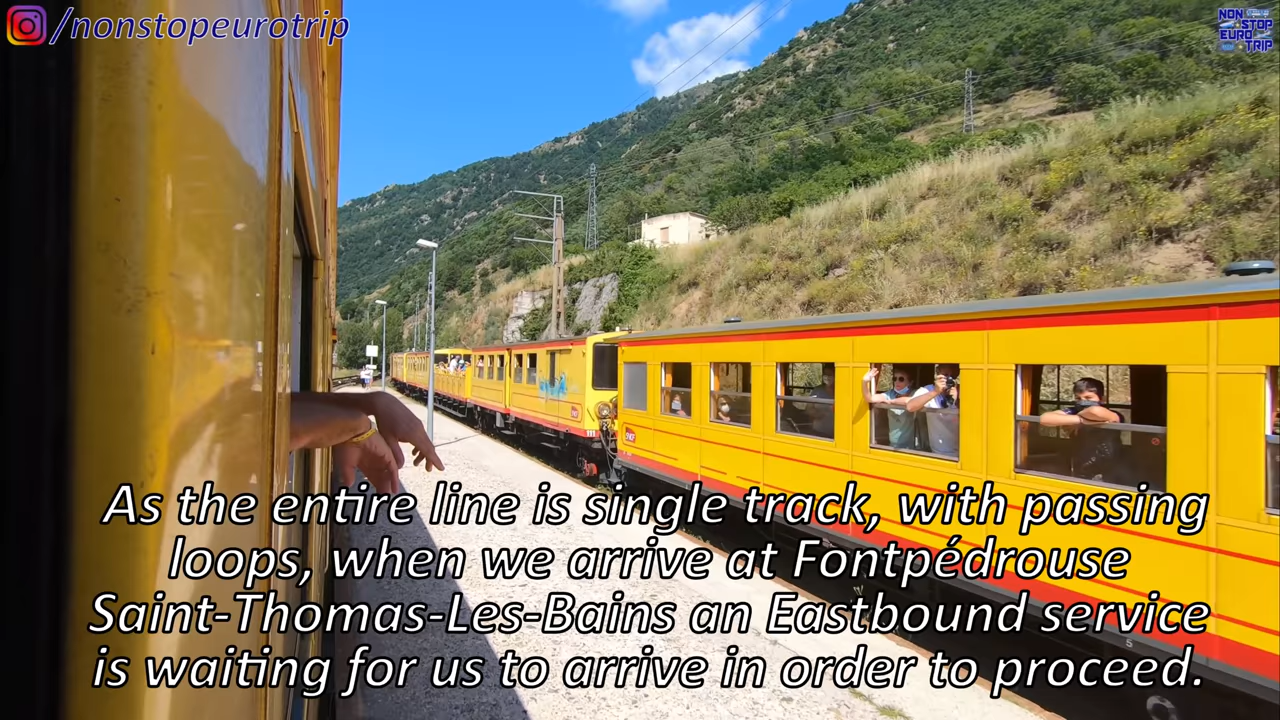 /nonstopeurotrip
NON
STOP
EURO
TRIP
SNCF
As the entire line is single track, with passing
loops, when we arrive at Fontpédrouse
Saint-Thomas-Les-Bains an Eastbound service
is waiting for us to arrive in order to proceed.